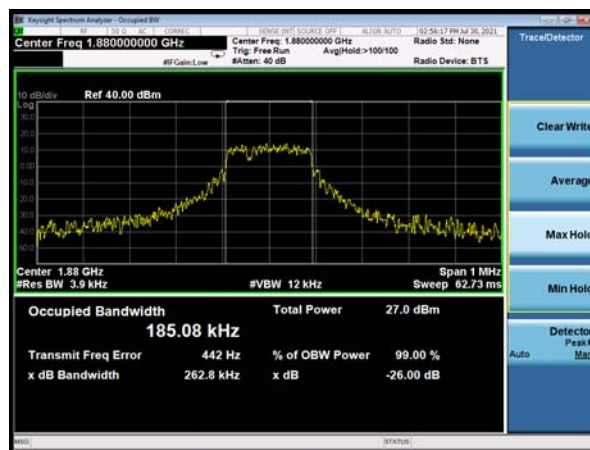 Keysight Spectrum Analyzer - Occupied BW
RF 50 Ω AC CORREC SENSE:INT SOURCE OFF ALIGN AUTO 02:56:17 PM Jul 30, 2021
Center Freq 1.880000000 GHz
Center Freq: 1.880000000 GHz
Radio Std: None
Trig: Free Run Avg|Hold:>100/100
#IFGain:Low #Atten: 40 dB Radio Device: BTS
Trace/Detector
10 dB/div Ref 40.00 dBm
Log
30.0
20.0
10.0
0.00
-10.0
-20.0
-30.0
-40.0
-50.0
Clear Write
Average
Max Hold
Min Hold
Center 1.88 GHz Span 1 MHz
#Res BW 3.9 kHz #VBW 12 kHz Sweep 62.73 ms
Occupied Bandwidth Total Power 27.0 dBm
185.08 kHz
Transmit Freq Error 442 Hz % of OBW Power 99.00 %
x dB Bandwidth 262.8 kHz x dB -26.00 dB
Detector
Peak
Auto Man
MSG STATUS